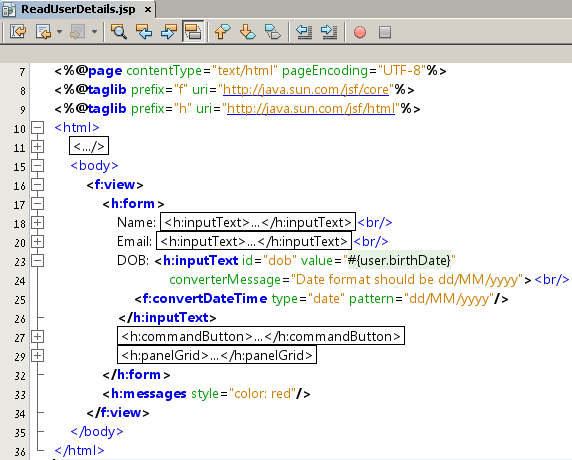 ReadUserDetails.jsp x
7 <%@page contentType="text/html" pageEncoding="UTF-8"%>
8 <%@taglib prefix="f" uri="http://java.sun.com/jsf/core"%>
9 <%@taglib prefix="h" uri="http://java.sun.com/jsf/html"%>
10 <html>
11 <.../>
15 <body>
16 <f:view>
17 <h:form>
18 Name: <h:inputText>...</h:inputText><br/>
20 Email: <h:inputText>...</h:inputText><br/>
23 DOB: <h:inputText id="dob" value="#{user.birthDate}"
24 converterMessage="Date format should be dd/MM/yyyy"><br/>
25 <f:convertDateTime type="date" pattern="dd/MM/yyyy"/>
26 </h:inputText>
27 <h:commandButton>...</h:commandButton>
29 <h:panelGrid>...</h:panelGrid>
32 </h:form>
33 <h:messages style="color: red"/>
34 </f:view>
35 </body>
36 </html>